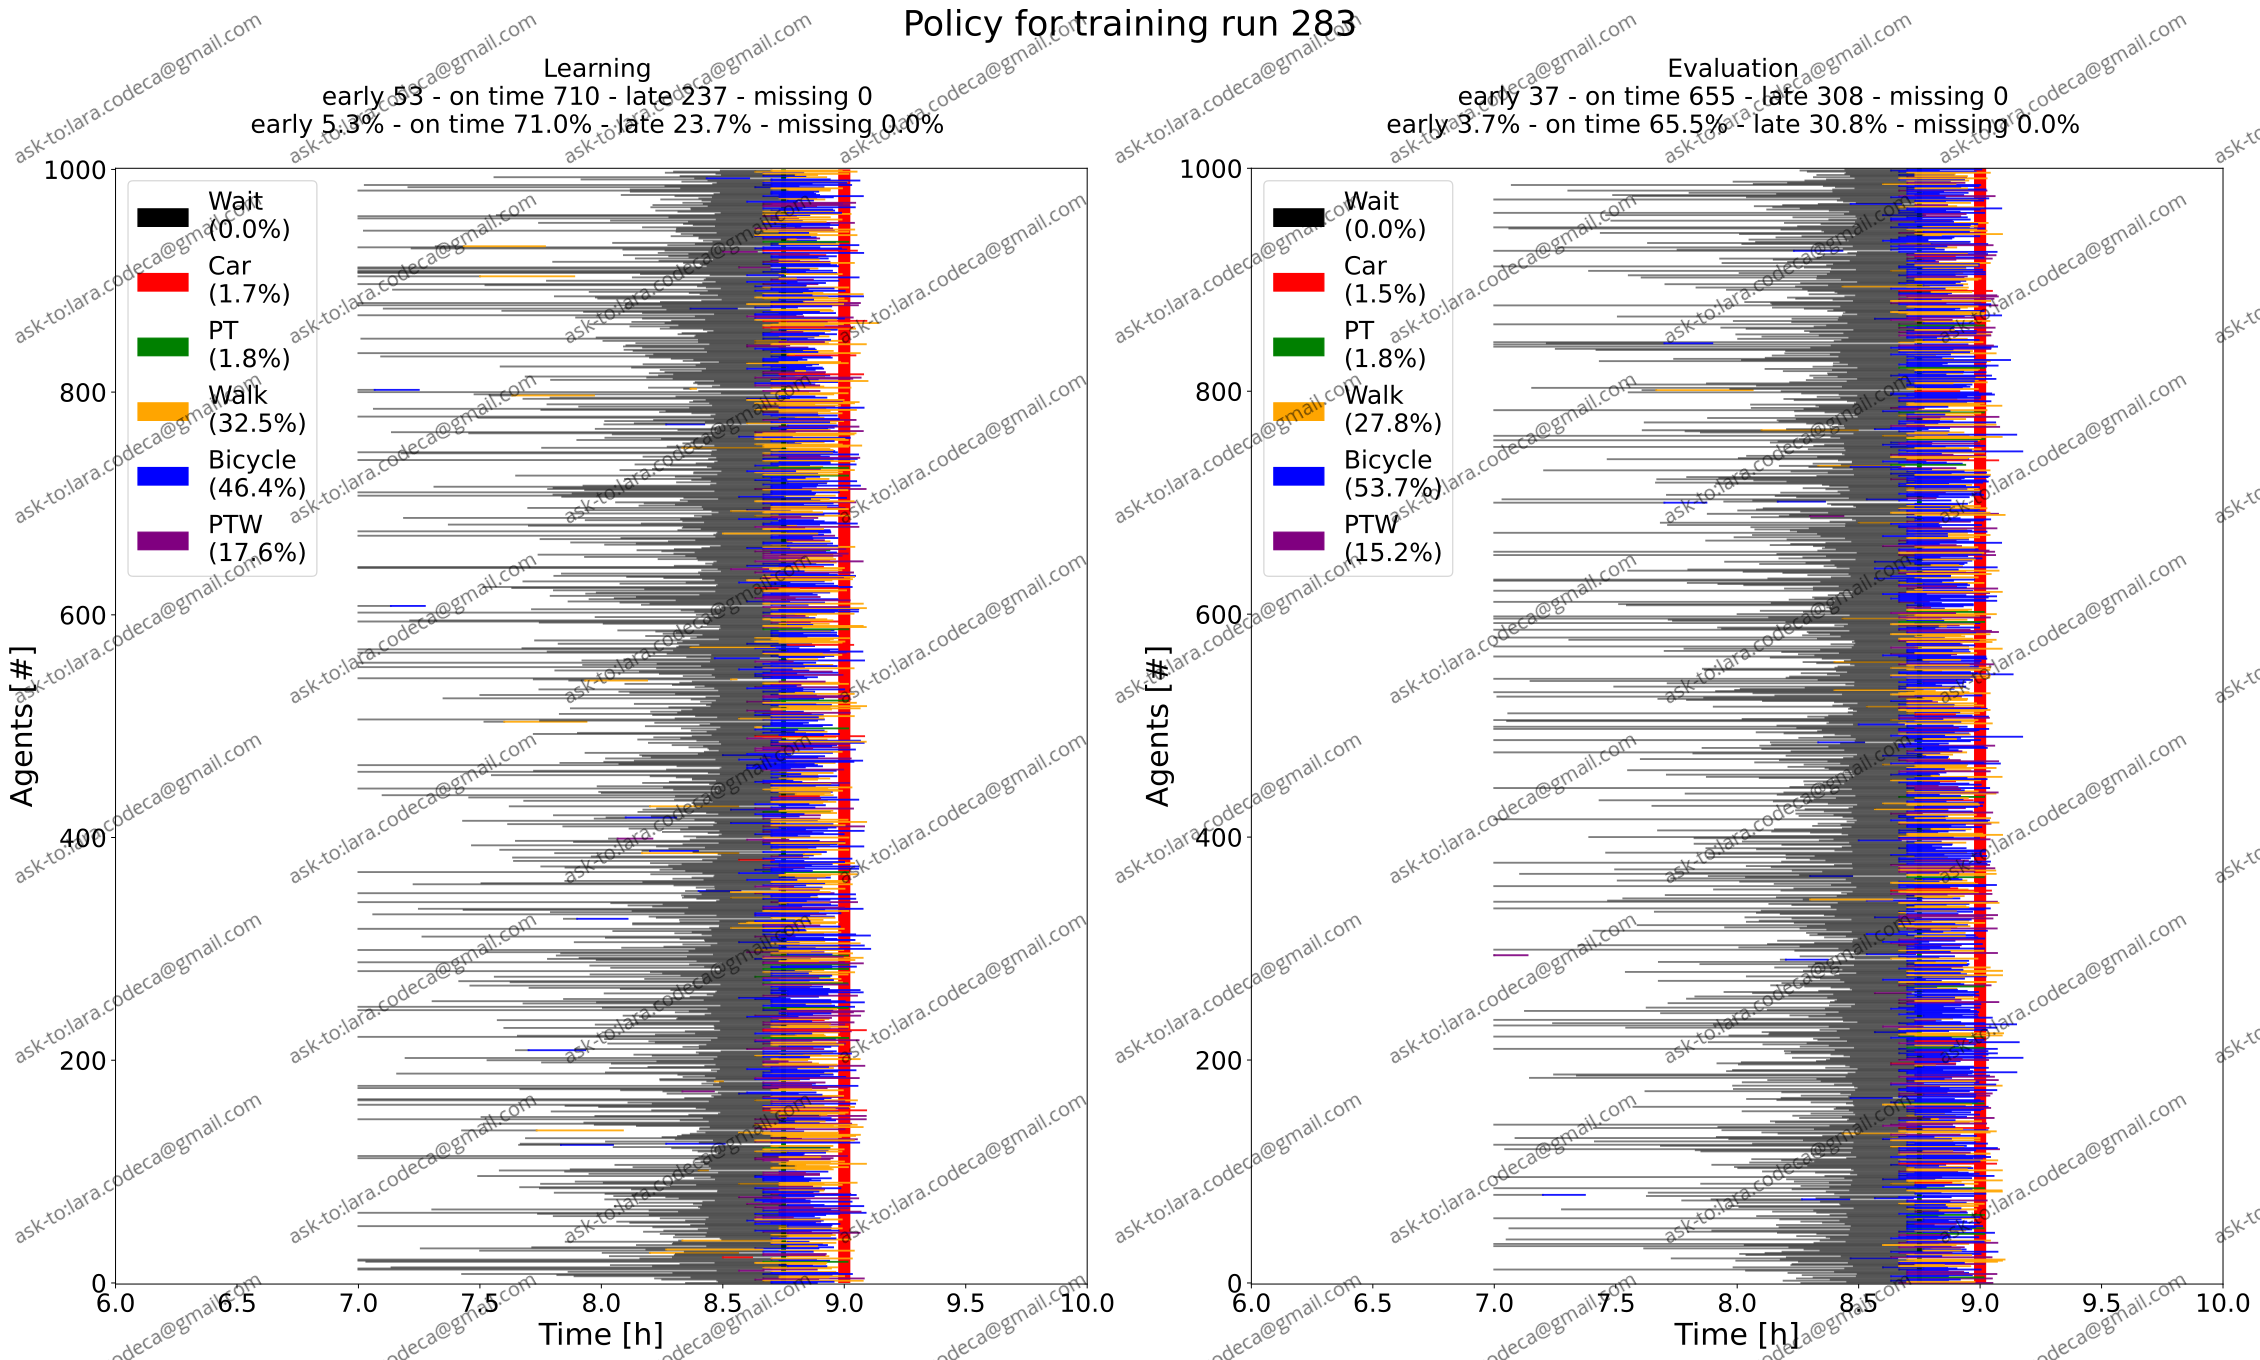 Policy for training run 283
Learning
early 53 - on time 710 - late 237 - missing 0
early 5.3% - on time 71.0% - late 23.7% - missing 0.0%
1000
800
600
400
200
0
Agents [#]
Wait
(0.0%)
Car
(1.7%)
PT
(1.8%)
Walk
(32.5%)
Bicycle
(46.4%)
PTW
(17.6%)
6.0 6.5 7.0 7.5 8.0 8.5 9.0 9.5 10.0
Time [h]
Evaluation
early 37 - on time 655 - late 308 - missing 0
early 3.7% - on time 65.5% - late 30.8% - missing 0.0%
1000
800
600
400
200
0
Agents [#]
Wait
(0.0%)
Car
(1.5%)
PT
(1.8%)
Walk
(27.8%)
Bicycle
(53.7%)
PTW
(15.2%)
6.0 6.5 7.0 7.5 8.0 8.5 9.0 9.5 10.0
Time [h]
ask-to:lara.codeca@gmail.com